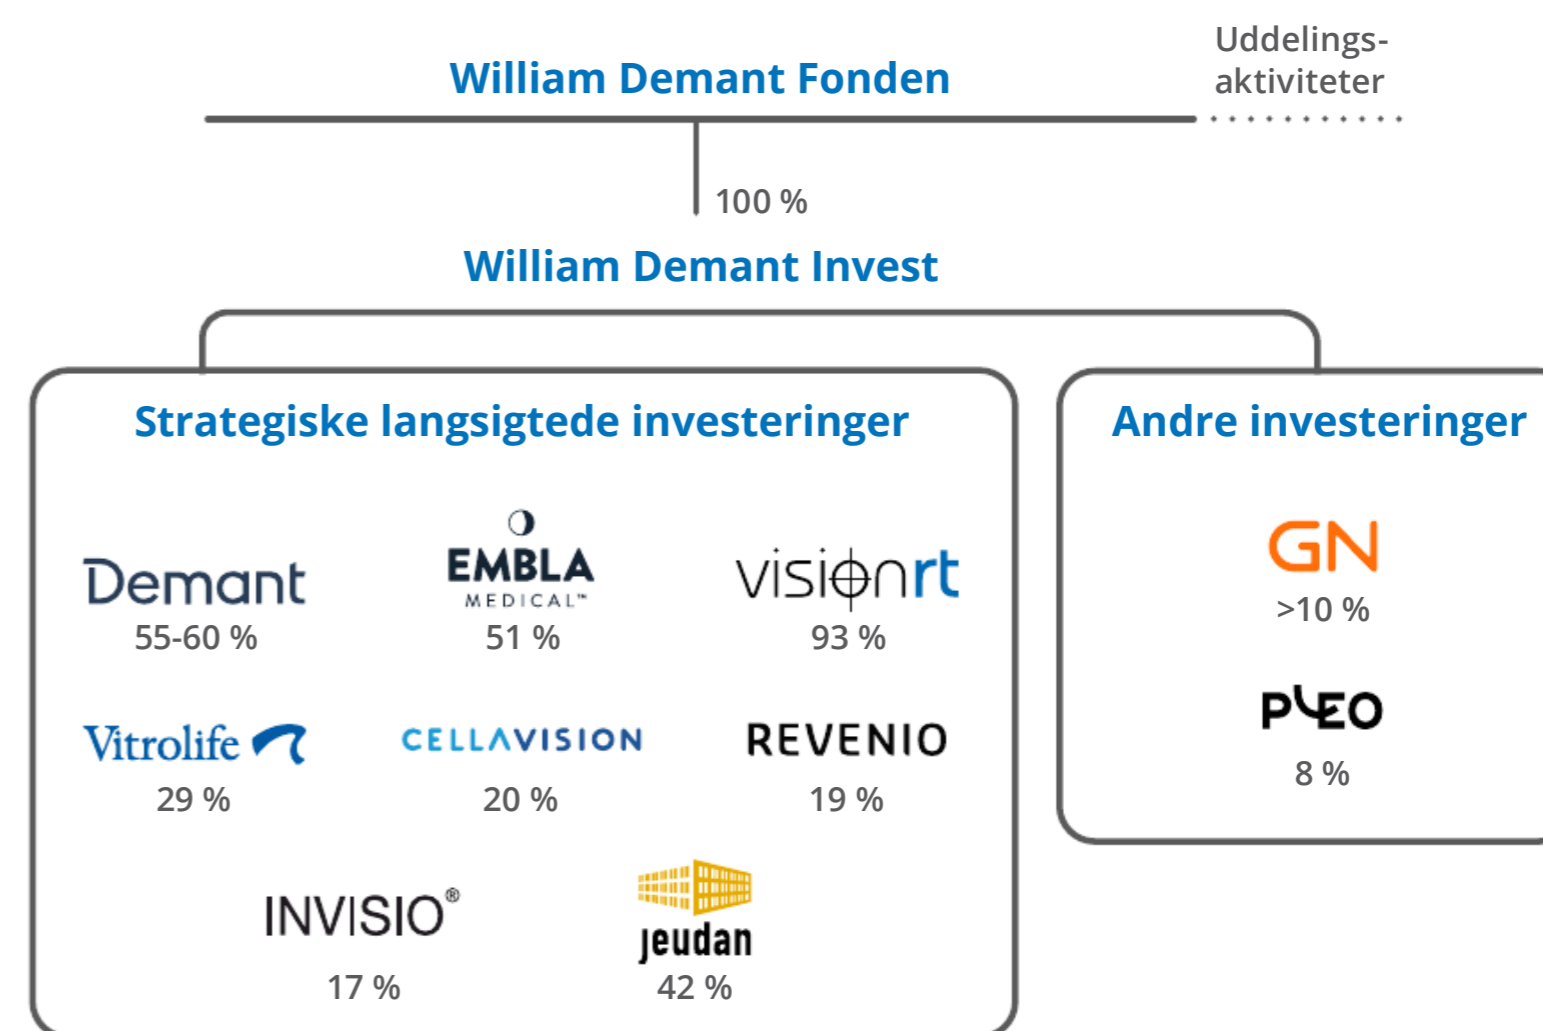 Uddelings-
aktiviteter
William Demant Fonden
100 %
William Demant Invest
Strategiske langsigtede investeringer
Demant
EMBLA
MEDICAL™
visionrt
55-60 %
51 %
93 %
Vitrolife
CELLAVISION
REVENIO
29 %
20 %
19 %
INVISIO®
jeudan
17 %
42 %
Andre investeringer
GN
>10 %
PLEO
8 %